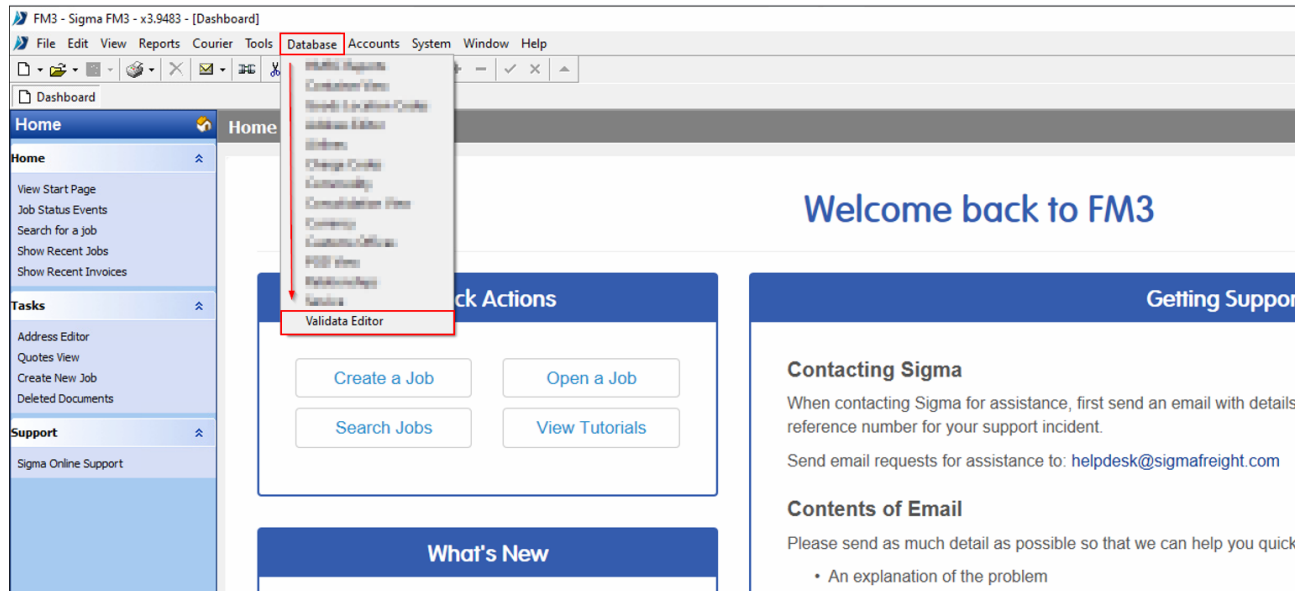 FM3 - Sigma FM3 - x3.9483 - [Dashboard]
File Edit View Reports Courier Tools Database Accounts System Window Help
Dashboard
Home
Home
Home
View Start Page
Job Status Events
Search for a job
Show Recent Jobs
Show Recent Invoices
Tasks
Address Editor
Quotes View
Create New Job
Deleted Documents
Support
Sigma Online Support
Container View
Address Editor
Currency
Validata Editor
Welcome back to FM3
ck Actions
Create a Job
Open a Job
Search Jobs
View Tutorials
What's New
Getting Suppor
Contacting Sigma
When contacting Sigma for assistance, first send an email with details
reference number for your support incident.
Send email requests for assistance to: helpdesk@sigmafreight.com
Contents of Email
Please send as much detail as possible so that we can help you quick
• An explanation of the problem